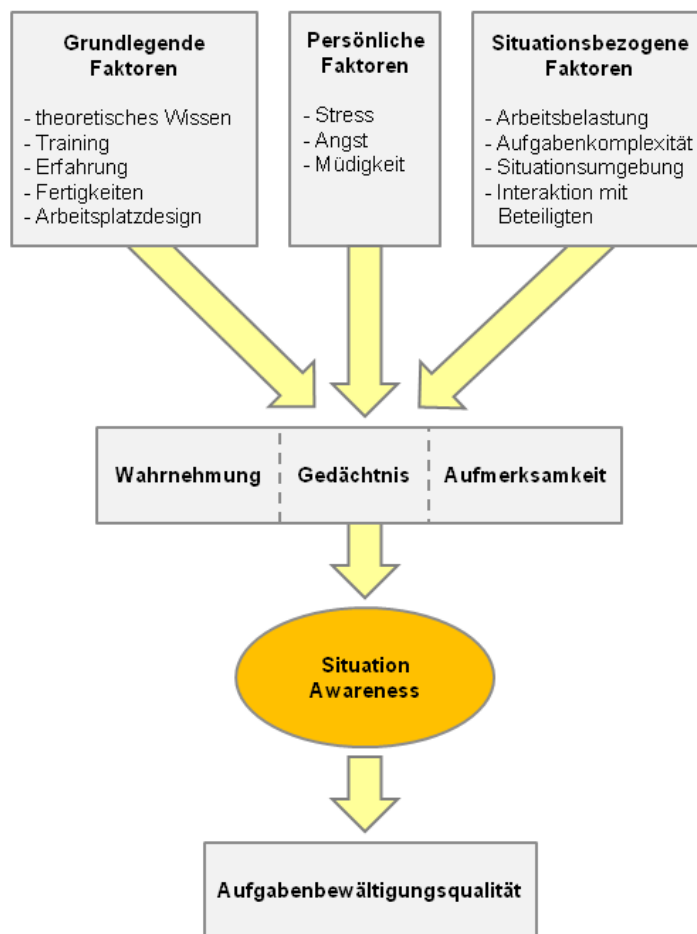 Grundlegende
Faktoren
- theoretisches Wissen
- Training
- Erfahrung
- Fertigkeiten
- Arbeitsplatzdesign
Persönliche
Faktoren
- Stress
- Angst
- Müdigkeit
Situationsbezogene
Faktoren
- Arbeitsbelastung
- Aufgabenkomplexität
- Situationsumgebung
- Interaktion mit
Beteiligten
Wahrnehmung
Gedächtnis
Aufmerksamkeit
Situation
Awareness
Aufgabenbewältigungsqualität